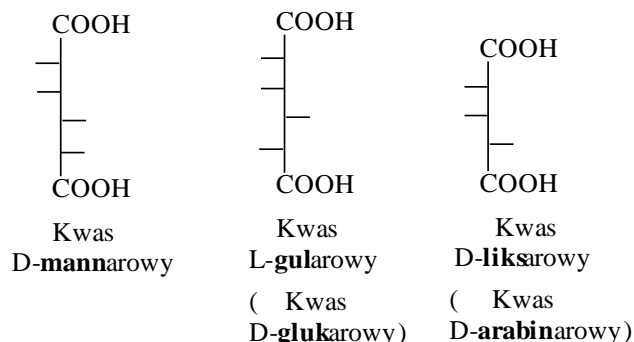 COOH
COOH
Kwas
D-mannarowy
COOH
COOH
Kwas
L-gularowy
( Kwas
D-glukarowy)
COOH
COOH
Kwas
D-liksarowy
( Kwas
D-arabinarowy)